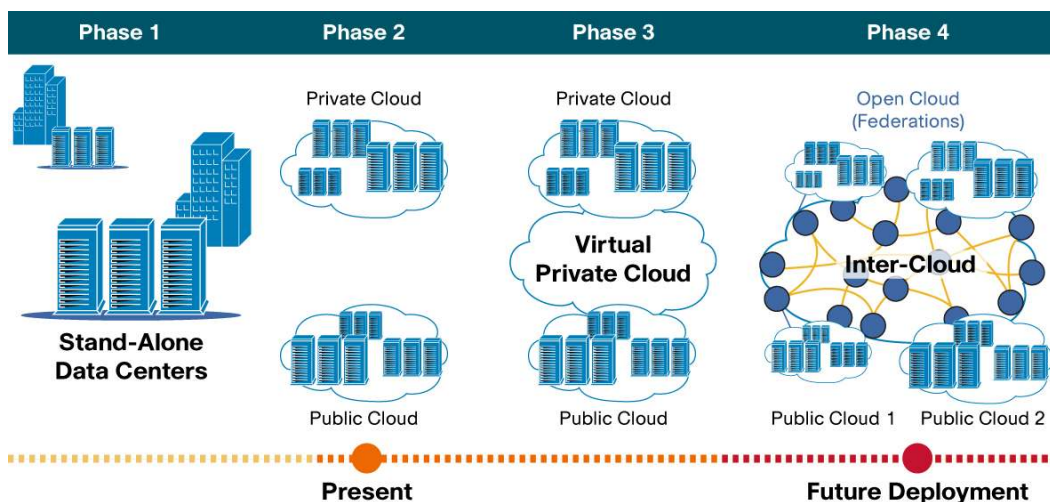 Phase 1
Phase 2
Phase 3
Phase 4
Private Cloud
Private Cloud
Open Cloud
(Federations)
Virtual
Private Cloud
Inter-Cloud
Stand-Alone
Data Centers
Public Cloud
Public Cloud
Public Cloud 1
Public Cloud 2
Present
Future Deployment